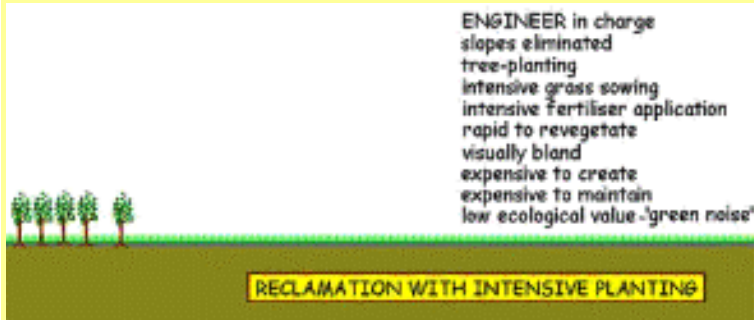 ENGINEER in charge
slopes eliminated
tree-planting
intensive grass sowing
intensive fertiliser application
rapid to revegetate
visually bland
expensive to create
expensive to maintain
low ecological value -"green noise"
RECLAMATION WITH INTENSIVE PLANTING